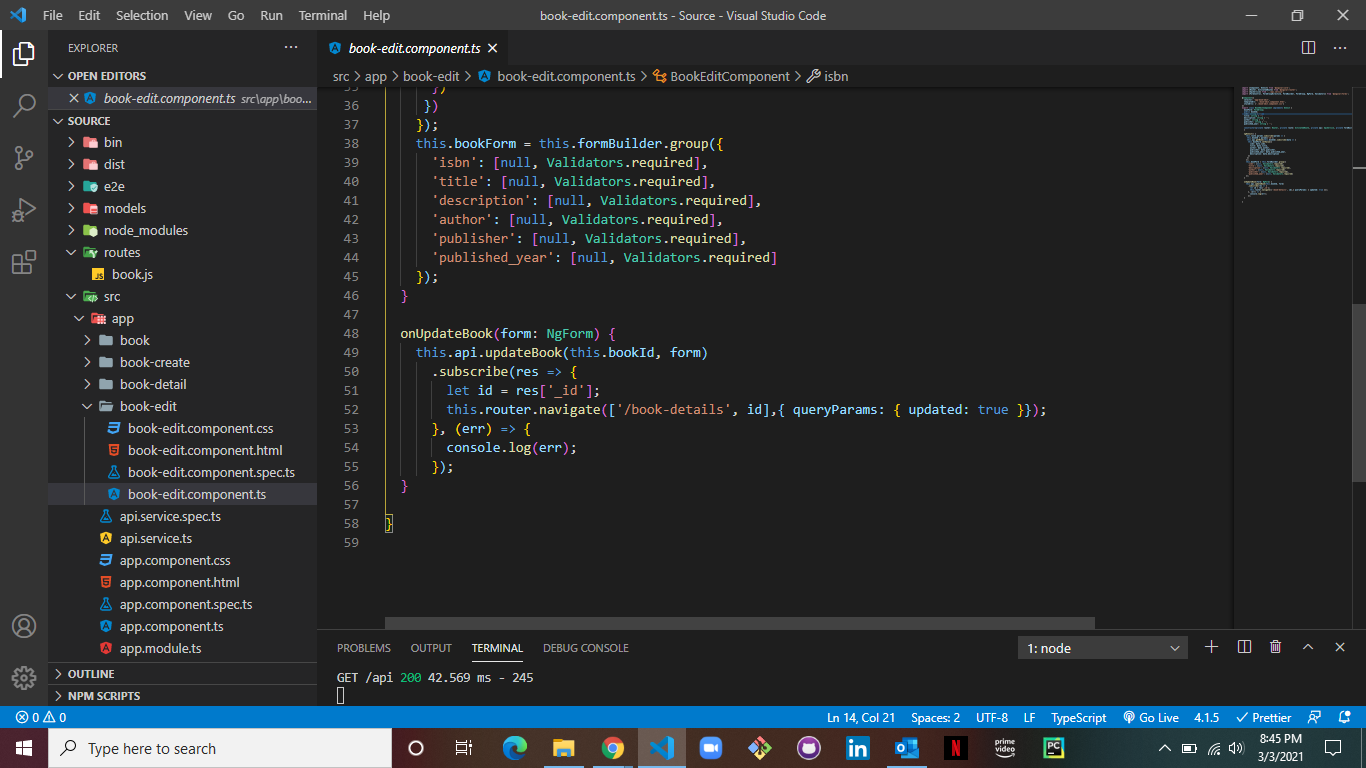 File Edit Selection View Go Run Terminal Help
book-edit.component.ts - Source - Visual Studio Code
EXPLORER
OPEN EDITORS
book-edit.component.ts src\app\boo...
SOURCE
bin
dist
e2e
models
node_modules
routes
book.js
src
app
book
book-create
book-detail
book-edit
book-edit.component.css
book-edit.component.html
book-edit.component.spec.ts
book-edit.component.ts
api.service.spec.ts
api.service.ts
app.component.css
app.component.html
app.component.spec.ts
app.component.ts
app.module.ts
OUTLINE
NPM SCRIPTS
book-edit.component.ts
src > app > book-edit > book-edit.component.ts > BookEditComponent > isbn
35 })
36 })
37 });
38 this.bookForm = this.formBuilder.group({
39 'isbn': [null, Validators.required],
40 'title': [null, Validators.required],
41 'description': [null, Validators.required],
42 'author': [null, Validators.required],
43 'publisher': [null, Validators.required],
44 'published_year': [null, Validators.required]
45 });
46 }
47
48 onUpdateBook(form: NgForm) {
49 this.api.updateBook(this.bookId, form)
50 .subscribe(res => {
51 let id = res['_id'];
52 this.router.navigate(['/book-details', id],{ queryParams: { updated: true }});
53 }, (err) => {
54 console.log(err);
55 });
56 }
57
58 }
59
PROBLEMS OUTPUT TERMINAL DEBUG CONSOLE
1: node
GET /api 200 42.569 ms - 245
0 0
Ln 14, Col 21 Spaces: 2 UTF-8 LF TypeScript Go Live 4.1.5 Prettier
Type here to search
in
N
prime video
PC
8:45 PM
3/3/2021